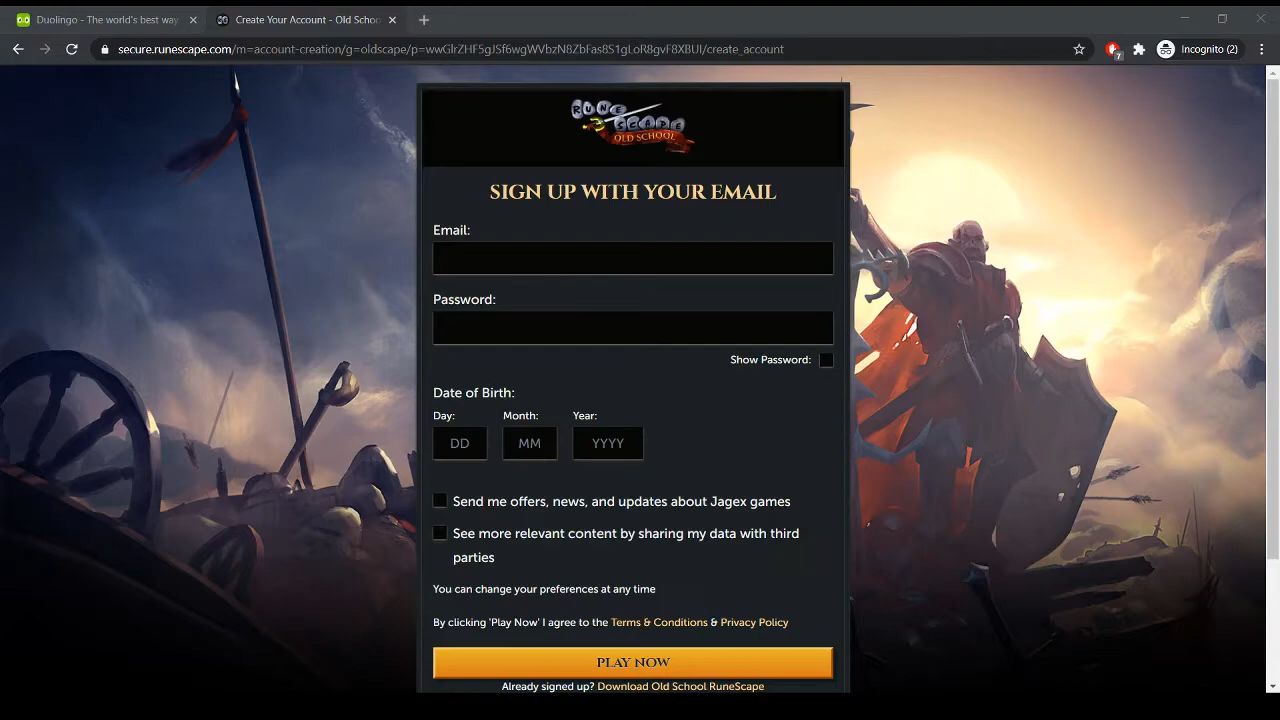 Duolingo - The world's best way
Create Your Account - Old Schoo
secure.runescape.com/m=account-creation/g=oldscape/p=wwGlrZHF5gJSf6wgWVbzN8ZbFas8S1gLoR8gvF8XBUI/create_account
7
Incognito (2)
RUNE
SCAPE
OLD SCHOOL
SIGN UP WITH YOUR EMAIL
Email:
Password:
Show Password:
Date of Birth:
Day: Month: Year:
DD MM YYYY
Send me offers, news, and updates about Jagex games
See more relevant content by sharing my data with third
parties
You can change your preferences at any time
By clicking 'Play Now' I agree to the Terms & Conditions & Privacy Policy
PLAY NOW
Already signed up? Download Old School RuneScape